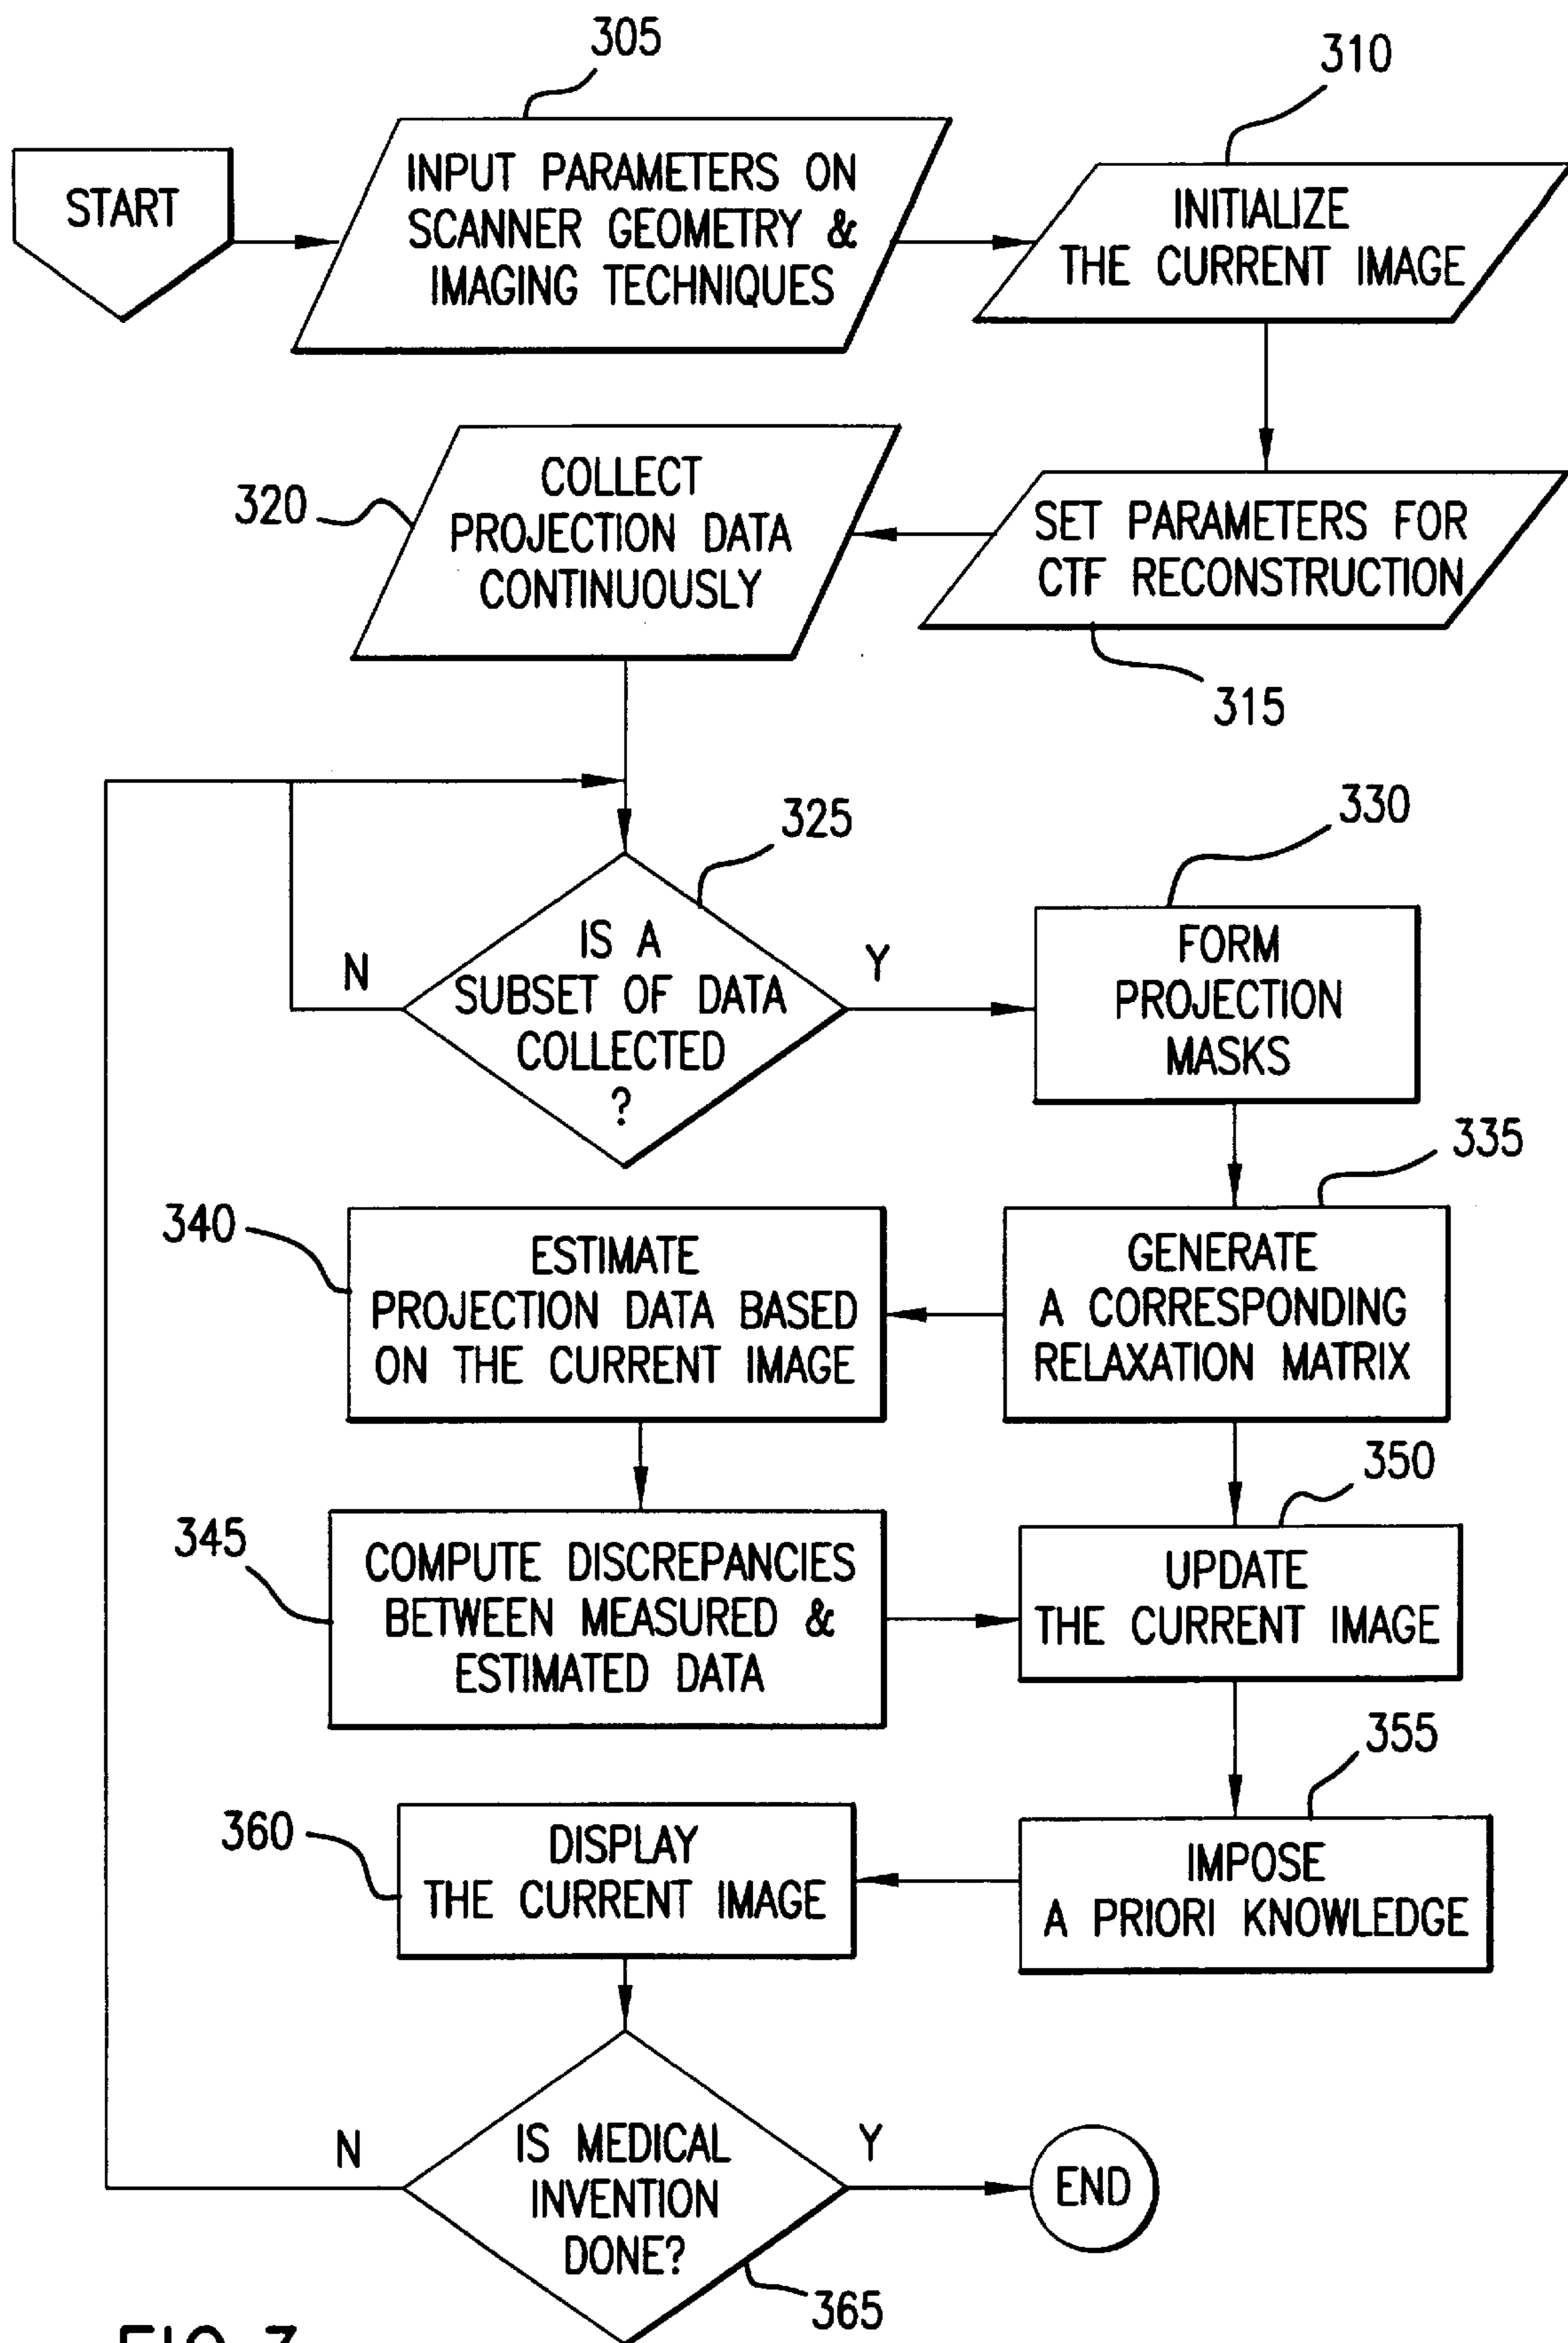 305
310
START
INPUT PARAMETERS ON
SCANNER GEOMETRY &
IMAGING TECHNIQUES
INITIALIZE
THE CURRENT IMAGE
320
COLLECT
PROJECTION DATA
CONTINUOUSLY
SET PARAMETERS FOR
CTF RECONSTRUCTION
315
325
330
N
IS A
SUBSET OF DATA
COLLECTED
?
Y
FORM
PROJECTION
MASKS
335
340
ESTIMATE
PROJECTION DATA BASED
ON THE CURRENT IMAGE
GENERATE
A CORRESPONDING
RELAXATION MATRIX
350
345
COMPUTE DISCREPANCIES
BETWEEN MEASURED &
ESTIMATED DATA
UPDATE
THE CURRENT IMAGE
355
360
DISPLAY
THE CURRENT IMAGE
IMPOSE
A PRIORI KNOWLEDGE
N
IS MEDICAL
INVENTION
DONE?
Y
END
365
FIG. 3